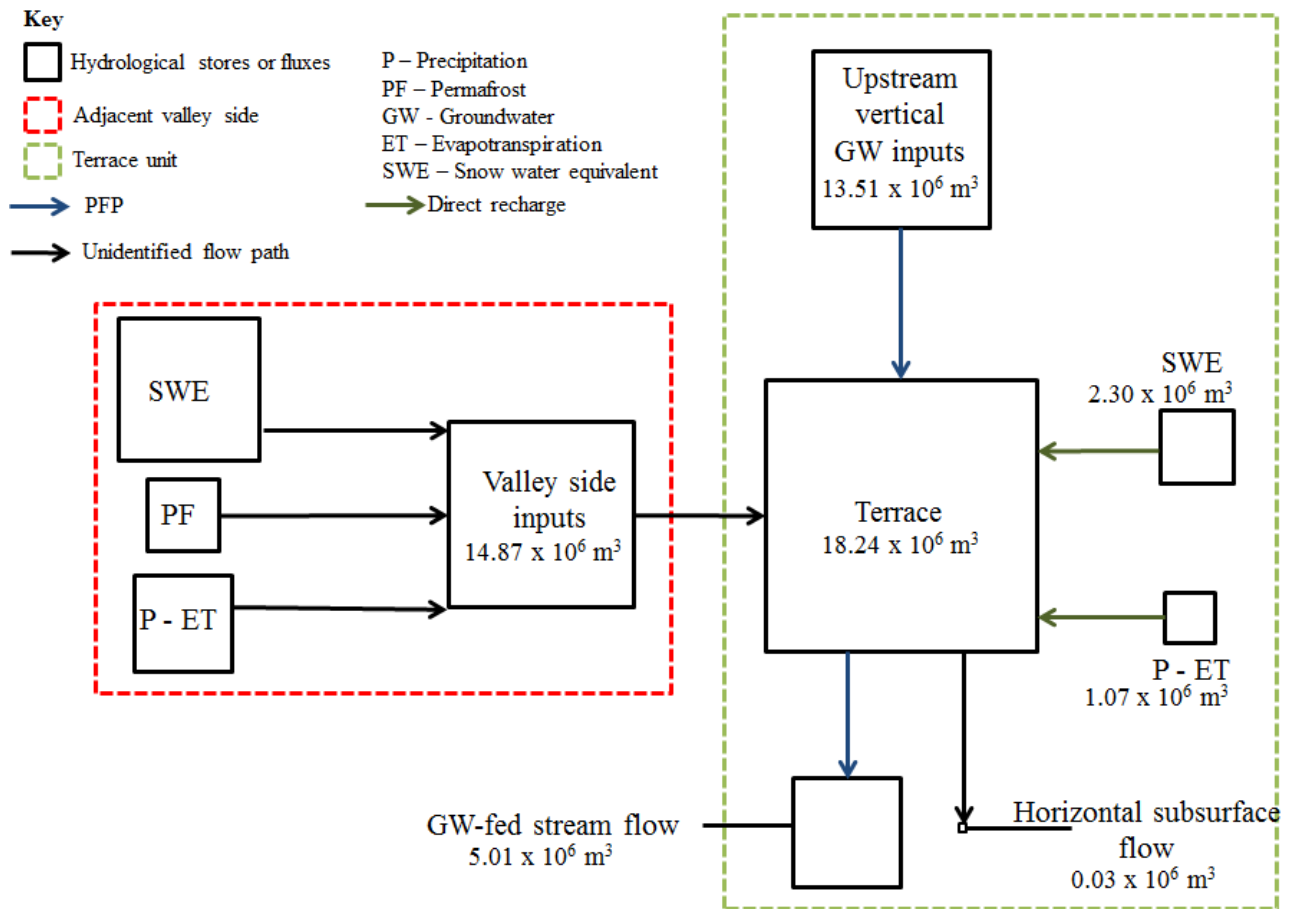 Key
Hydrological stores or fluxes
Adjacent valley side
Terrace unit
PFP
Unidentified flow path
P – Precipitation
PF – Permafrost
GW - Groundwater
ET – Evapotranspiration
SWE – Snow water equivalent
Direct recharge
Upstream
vertical
GW inputs
13.51 x 10⁶ m³
SWE
PF
P - ET
Valley side
inputs
14.87 x 10⁶ m³
Terrace
18.24 x 10⁶ m³
SWE
2.30 x 10⁶ m³
P - ET
1.07 x 10⁶ m³
GW-fed stream flow
5.01 x 10⁶ m³
Horizontal subsurface
flow
0.03 x 10⁶ m³